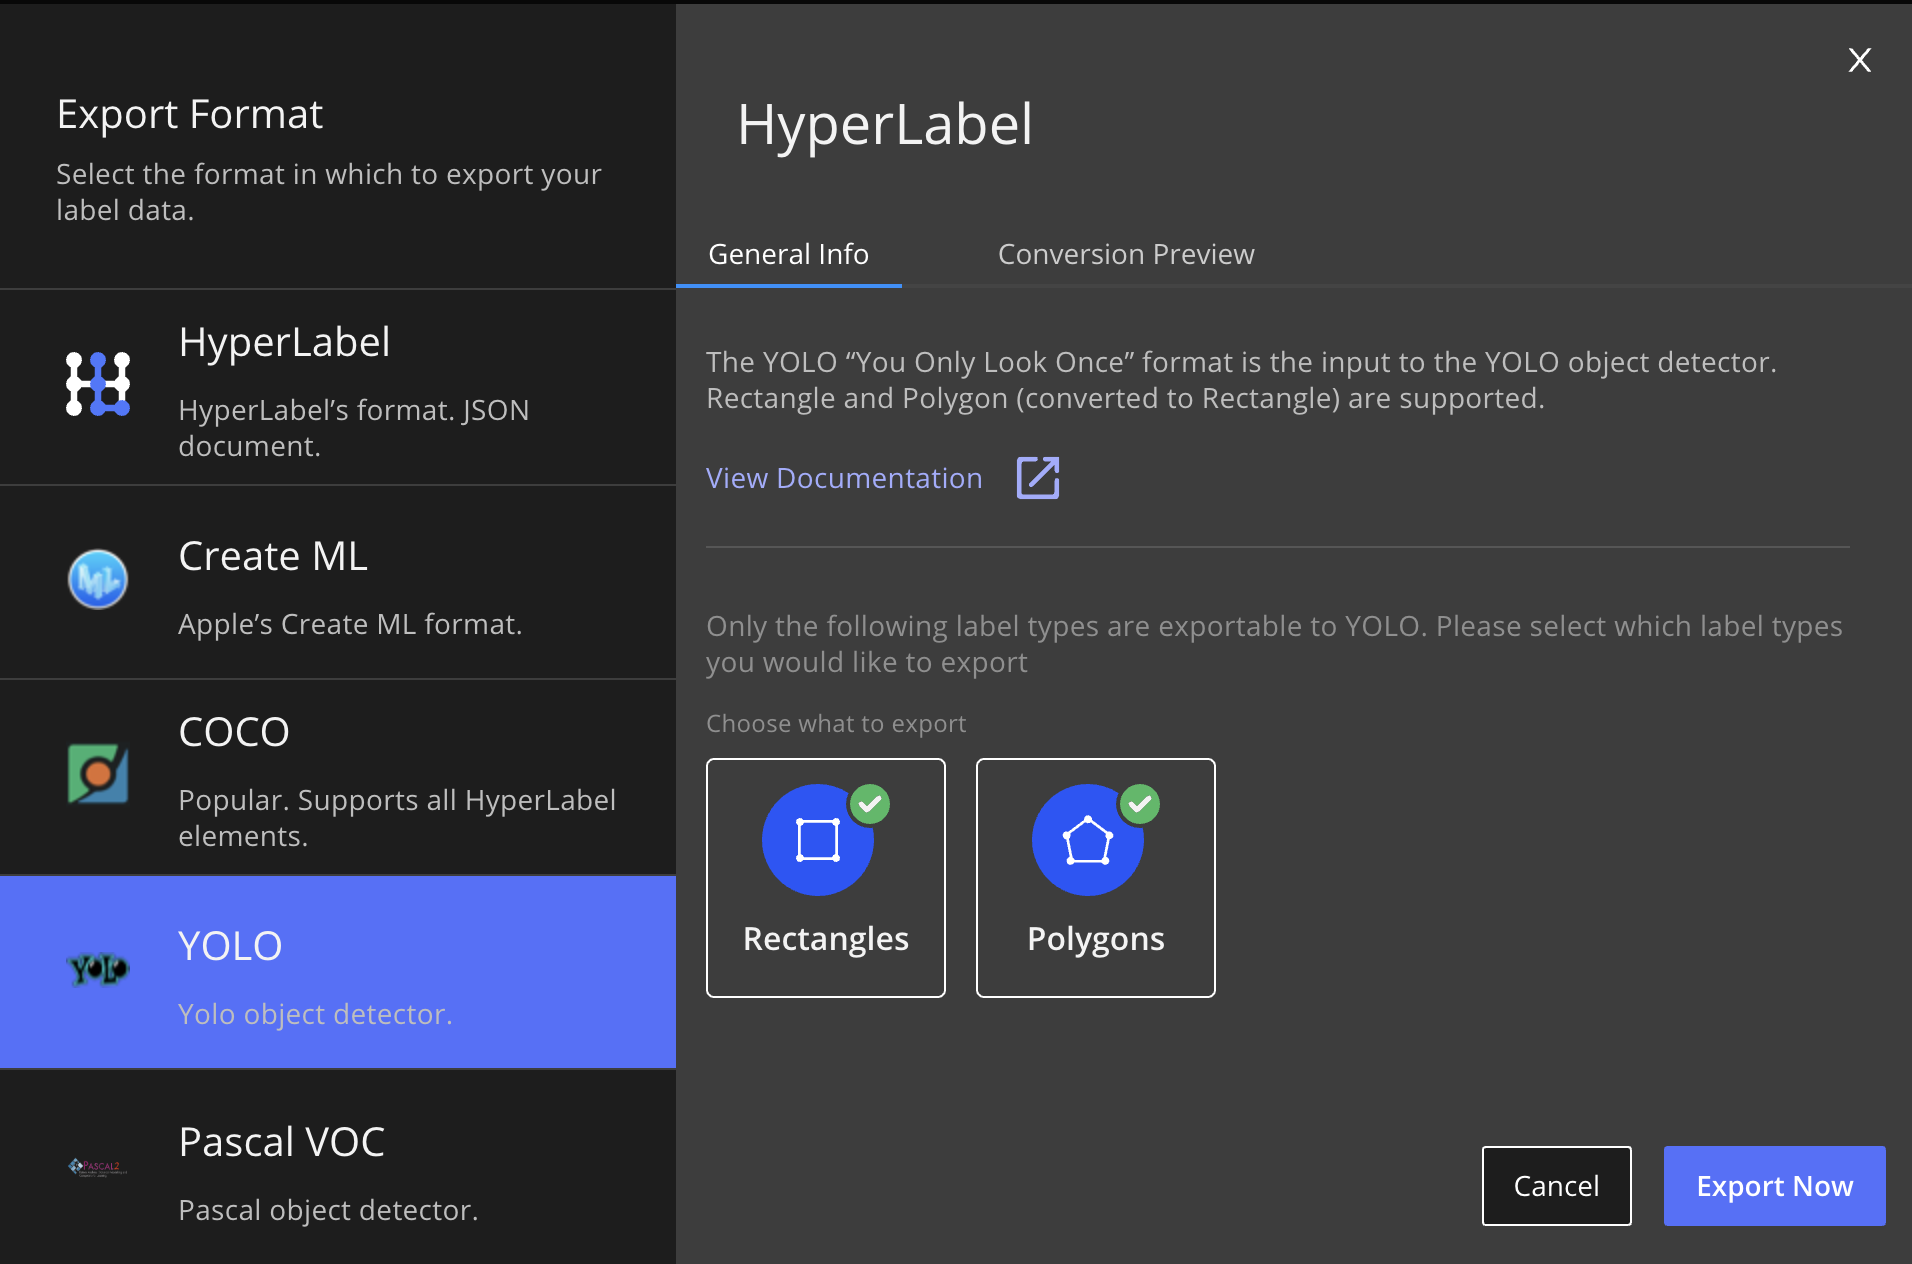 Export Format
Select the format in which to export your
label data.
HyperLabel
HyperLabel’s format. JSON
document.
Create ML
Apple’s Create ML format.
COCO
Popular. Supports all HyperLabel
elements.
YOLO
YOLO
Yolo object detector.
PASCAL2
Pascal VOC
Pascal object detector.
X
HyperLabel
General Info
Conversion Preview
The YOLO “You Only Look Once” format is the input to the YOLO object detector.
Rectangle and Polygon (converted to Rectangle) are supported.
View Documentation
Only the following label types are exportable to YOLO. Please select which label types
you would like to export
Choose what to export
Rectangles
Polygons
Cancel
Export Now